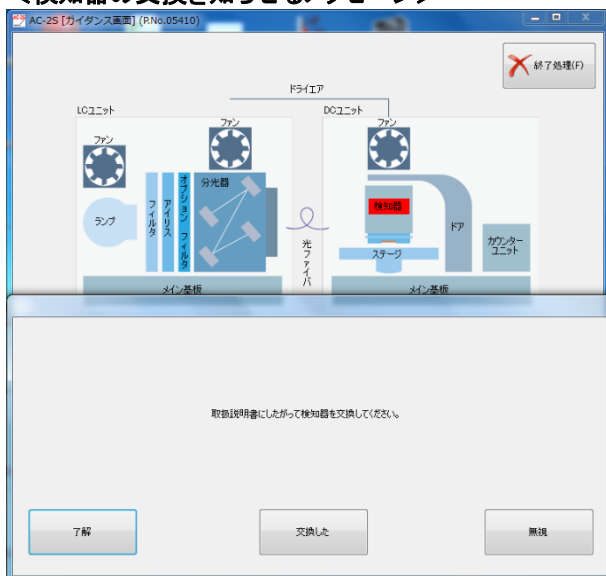 ＜検知器の交換を知らせるメッセージ＞
AC-2S [ガイダンス画面] (P.No.05410)
終了処理(F)
ドライエア
LCユニット
DCユニット
ファン
ファン
ファン
ランプ
フィルタ
アイリス
オプション フィルタ
分光器
光ファイバ
検知器
ステージ
ドア
カウンターユニット
メイン基板
メイン基板
取扱説明書にしたがって検知器を交換してください。
了解
交換した
無視